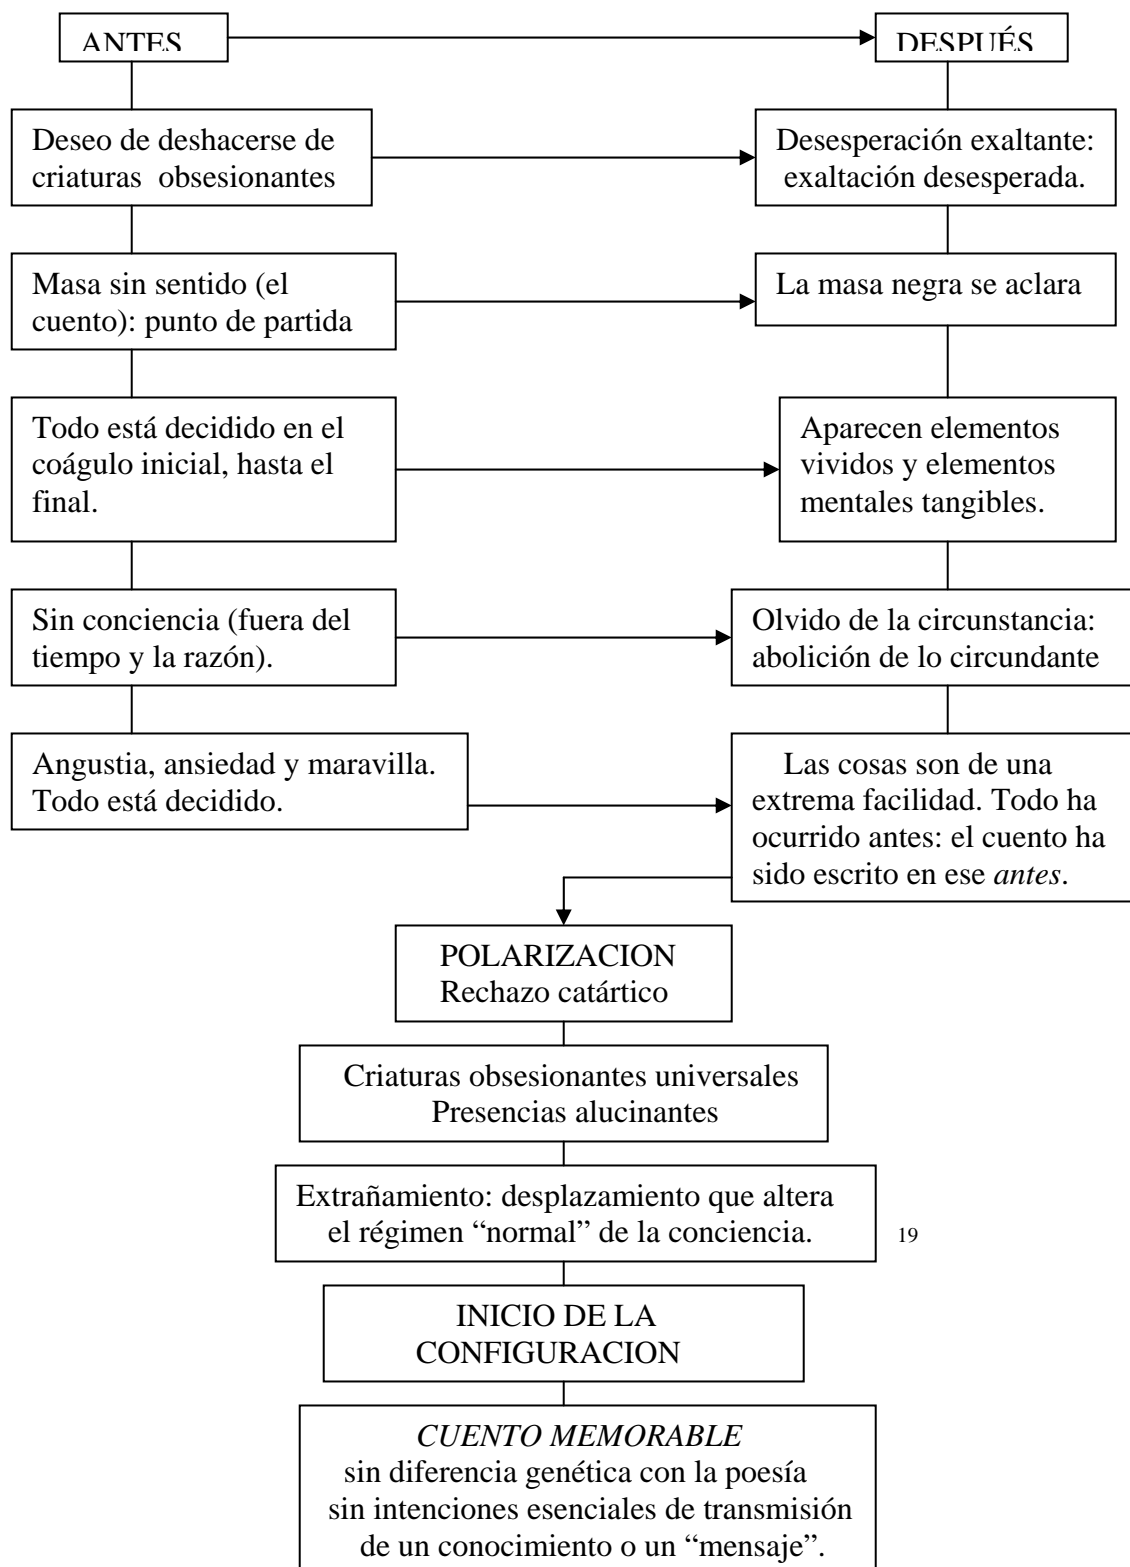 ANTES
DESPUÉS
Deseo de deshacerse de
criaturas obsesionantes
Desesperación exaltante:
exaltación desesperada.
Masa sin sentido (el
cuento): punto de partida
La masa negra se aclara
Todo está decidido en el
coágulo inicial, hasta el
final.
Aparecen elementos
vividos y elementos
mentales tangibles.
Sin conciencia (fuera del
tiempo y la razón).
Olvido de la circunstancia:
abolición de lo circundante
Angustia, ansiedad y maravilla.
Todo está decidido.
Las cosas son de una
extrema facilidad. Todo ha
ocurrido antes: el cuento ha
sido escrito en ese antes.
POLARIZACION
Rechazo catártico
Criaturas obsesionantes universales
Presencias alucinantes
Extrañamiento: desplazamiento que altera
el régimen “normal” de la conciencia.
19
INICIO DE LA
CONFIGURACION
CUENTO MEMORABLE
sin diferencia genética con la poesía
sin intenciones esenciales de transmisión
de un conocimiento o un “mensaje”.